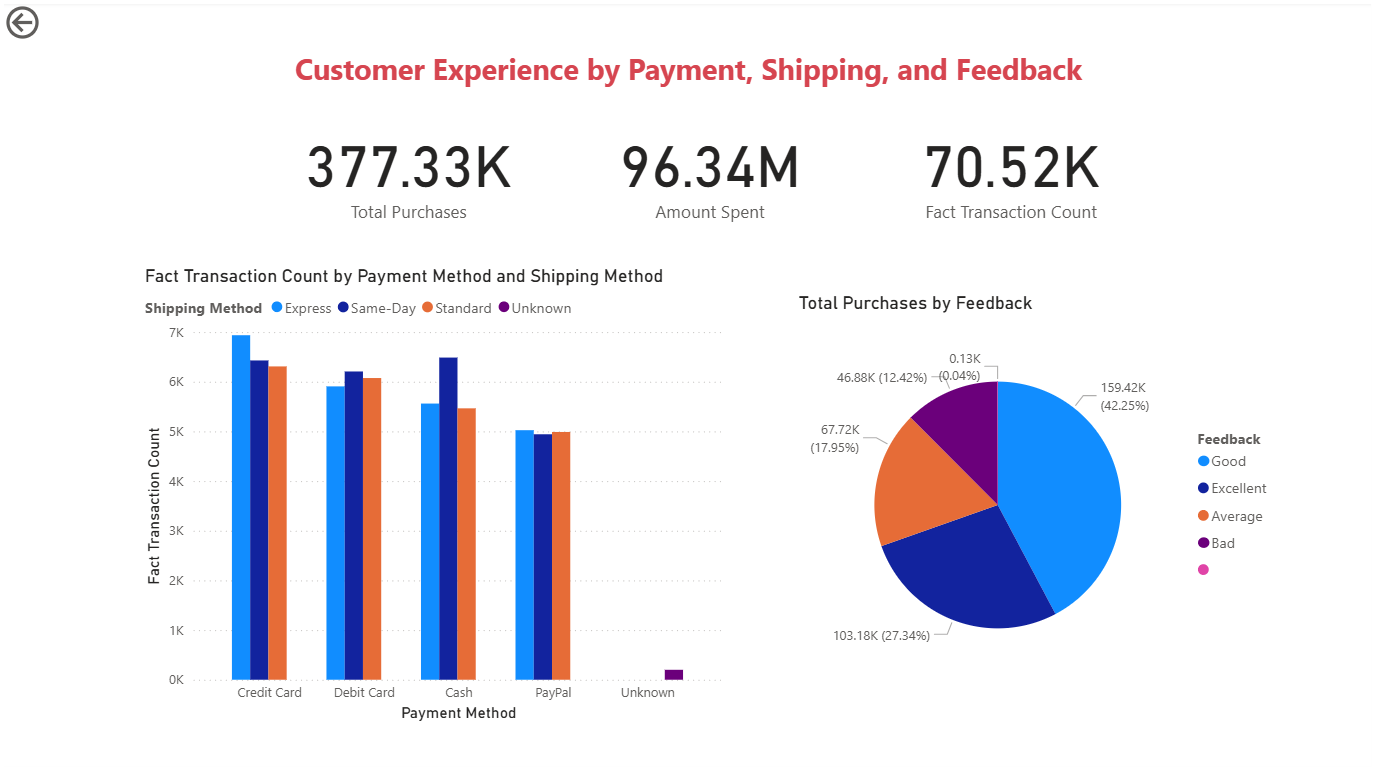 Customer Experience by Payment, Shipping, and Feedback
377.33K
Total Purchases
96.34M
Amount Spent
70.52K
Fact Transaction Count
Fact Transaction Count by Payment Method and Shipping Method
Shipping Method Express Same-Day Standard Unknown
7K
6K
5K
4K
3K
2K
1K
0K
Fact Transaction Count
Credit Card Debit Card Cash PayPal Unknown
Payment Method
Total Purchases by Feedback
0.13K
(0.04%)
46.88K (12.42%)
159.42K
(42.25%)
67.72K
(17.95%)
103.18K (27.34%)
Feedback
Good
Excellent
Average
Bad